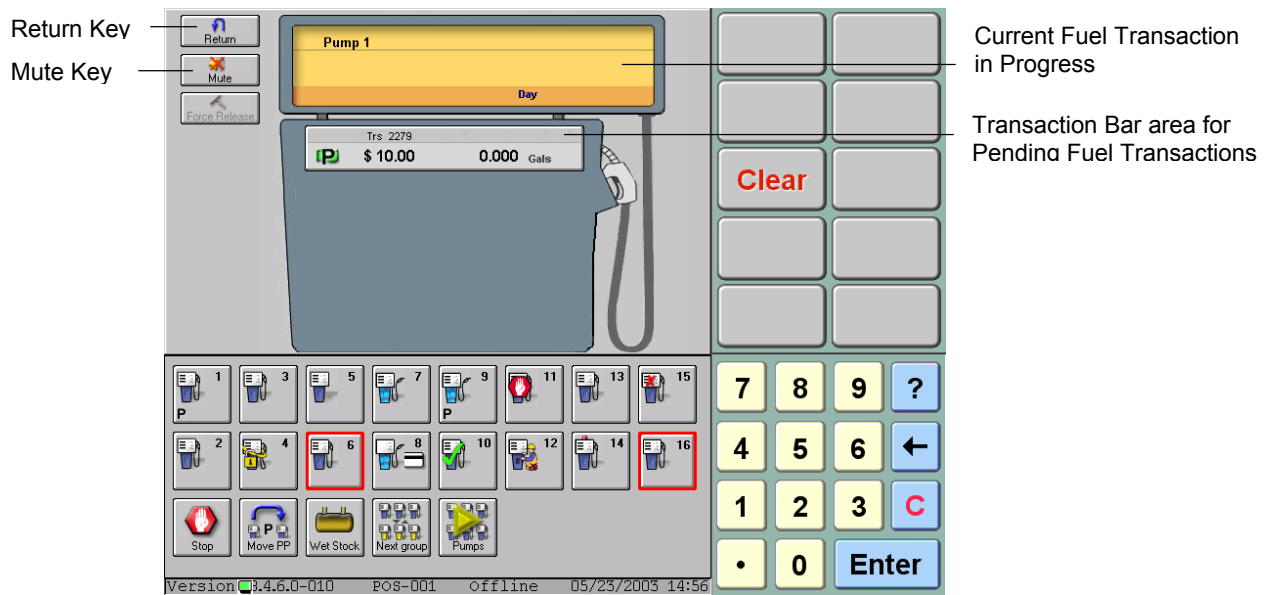 Return Key
Mute Key
Return
Mute
Force Release
Pump 1
Day
Trs 2279
P $ 10.00 0.000 Gals
Current Fuel Transaction
in Progress
Transaction Bar area for
Pending Fuel Transactions
Clear
1 3 5 7 9 11 13 15
P P
2 4 6 8 10 12 14 16
Stop
P
Move PP
Wet Stock
Next group
Pumps
7 8 9 ?
4 5 6 ←
1 2 3 C
. 0 Enter
Version 3.4.6.0-010 POS-001 Offline 05/23/2003 14:56